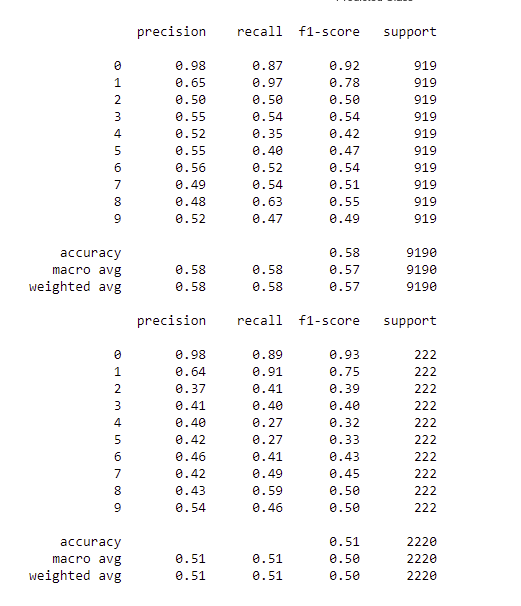 precision recall f1-score support
0 0.98 0.87 0.92 919
1 0.65 0.97 0.78 919
2 0.50 0.50 0.50 919
3 0.55 0.54 0.54 919
4 0.52 0.35 0.42 919
5 0.55 0.40 0.47 919
6 0.56 0.52 0.54 919
7 0.49 0.54 0.51 919
8 0.48 0.63 0.55 919
9 0.52 0.47 0.49 919
accuracy 0.58 9190
macro avg 0.58 0.58 0.57 9190
weighted avg 0.58 0.58 0.57 9190
precision recall f1-score support
0 0.98 0.89 0.93 222
1 0.64 0.91 0.75 222
2 0.37 0.41 0.39 222
3 0.41 0.40 0.40 222
4 0.40 0.27 0.32 222
5 0.42 0.27 0.33 222
6 0.46 0.41 0.43 222
7 0.42 0.49 0.45 222
8 0.43 0.59 0.50 222
9 0.54 0.46 0.50 222
accuracy 0.51 2220
macro avg 0.51 0.51 0.50 2220
weighted avg 0.51 0.51 0.50 2220